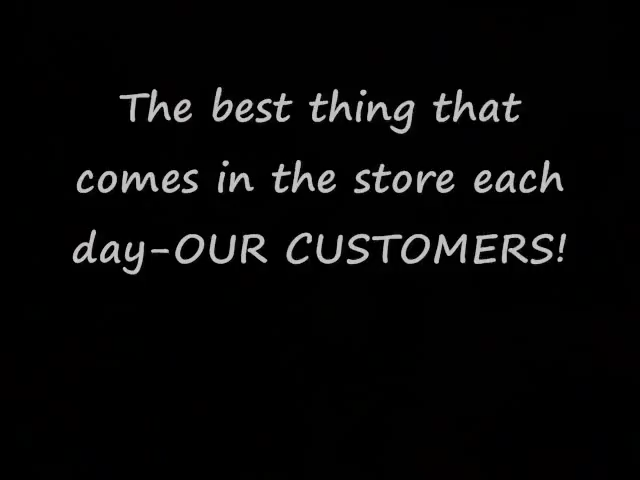 The best thing that
comes in the store each
day-OUR CUSTOMERS!